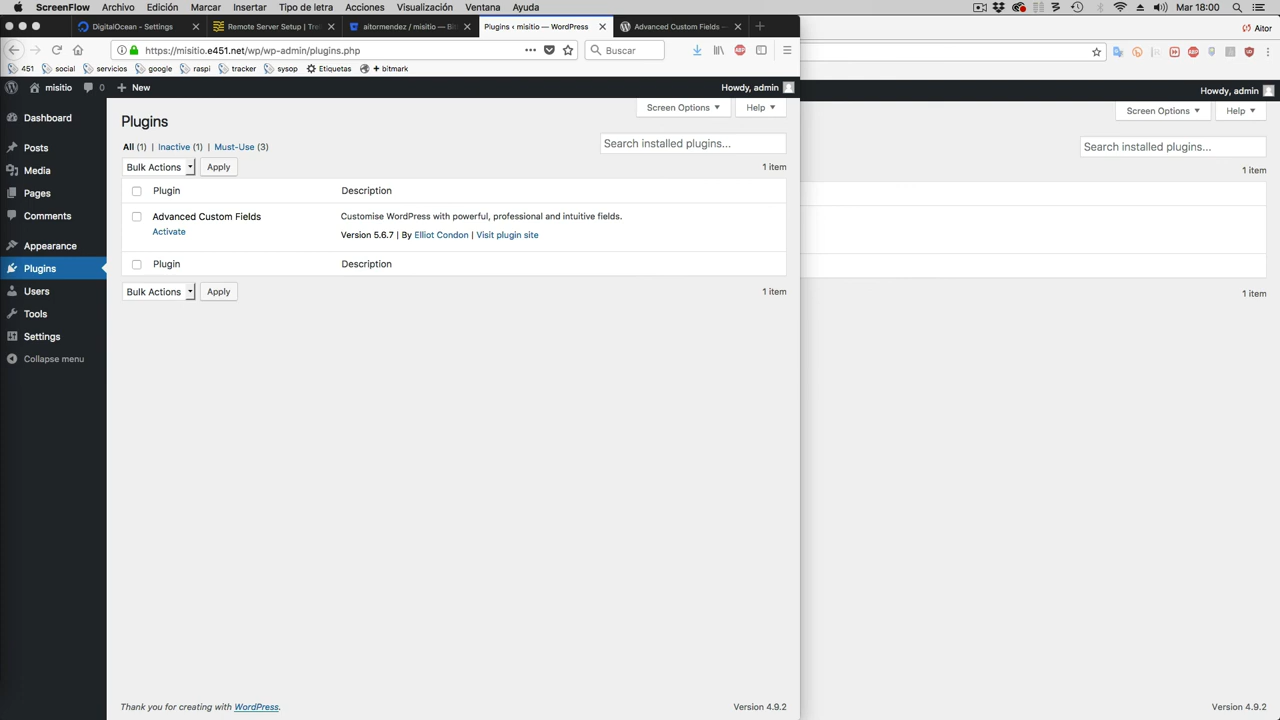 ScreenFlow Archivo Edición Marcar Insertar Tipo de letra Acciones Visualización Ventana Ayuda Mar 18:00
DigitalOcean - Settings
Remote Server Setup | Tre
aitormendez / misitio — Bi
Plugins ‹ misitio — WordPress
Advanced Custom Fields —
Aitor
https://misitio.e451.net/wp/wp-admin/plugins.php
Buscar
451 social servicios google raspi tracker sysop Etiquetas + bitmark
misitio 0 + New Howdy, admin
Howdy, admin
Screen Options Help
Screen Options Help
Dashboard
Posts
Media
Pages
Comments
Appearance
Plugins
Users
Tools
Settings
Collapse menu
Plugins
All (1) | Inactive (1) | Must-Use (3)
Search installed plugins...
Search installed plugins...
Bulk Actions Apply 1 item
1 item
Plugin Description
Advanced Custom Fields Customise WordPress with powerful, professional and intuitive fields.
Activate Version 5.6.7 | By Elliot Condon | Visit plugin site
Plugin Description
Bulk Actions Apply 1 item
1 item
Thank you for creating with WordPress. Version 4.9.2
Version 4.9.2